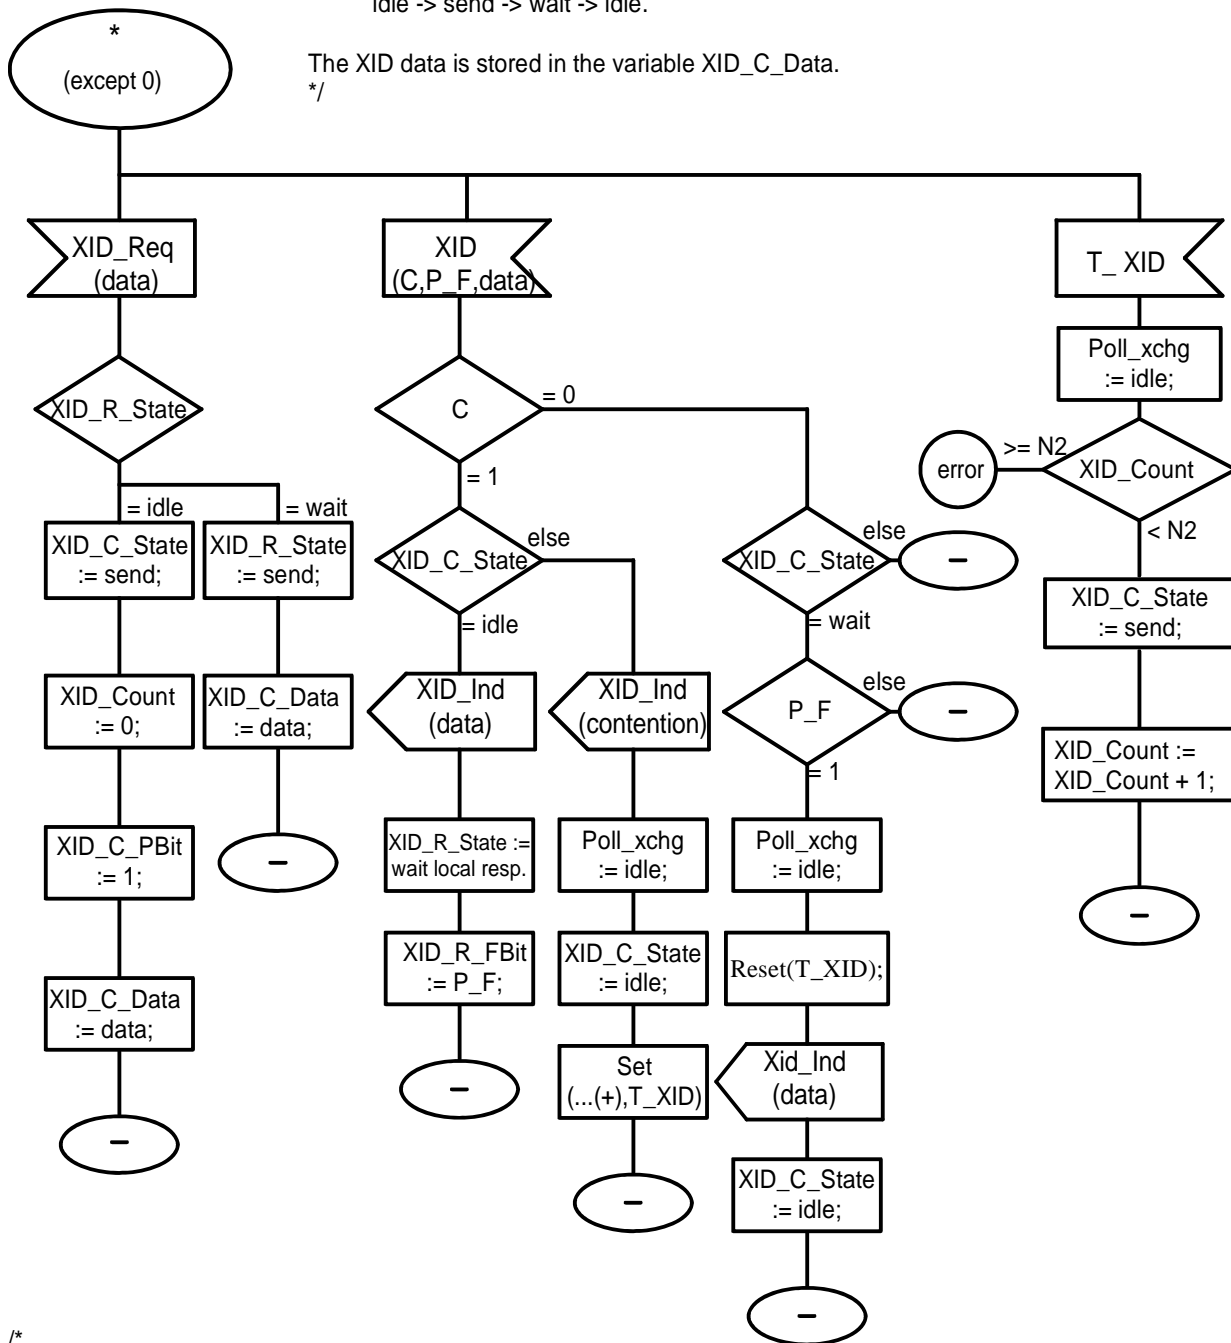 idle -> send -> wait -> idle.
The XID data is stored in the variable XID_C_Data.
*/
*
(except 0)
XID_Req
(data)
XID_R_State
= idle
XID_C_State
:= send;
XID_Count
:= 0;
XID_C_PBit
:= 1;
XID_C_Data
:= data;
–
= wait
XID_R_State
:= send;
XID_C_Data
:= data;
–
XID
(C,P_F,data)
C
= 1
XID_C_State
= idle
XID_Ind
(data)
XID_R_State :=
wait local resp.
XID_R_FBit
:= P_F;
–
else
XID_Ind
(contention)
Poll_xchg
:= idle;
XID_C_State
:= idle;
Set
(...(+),T_XID)
–
= 0
XID_C_State
else
–
= wait
P_F
else
–
= 1
Poll_xchg
:= idle;
Reset(T_XID);
Xid_Ind
(data)
XID_C_State
:= idle;
–
T_ XID
Poll_xchg
:= idle;
XID_Count
>= N2
error
< N2
XID_C_State
:= send;
XID_Count :=
XID_Count + 1;
–
/*